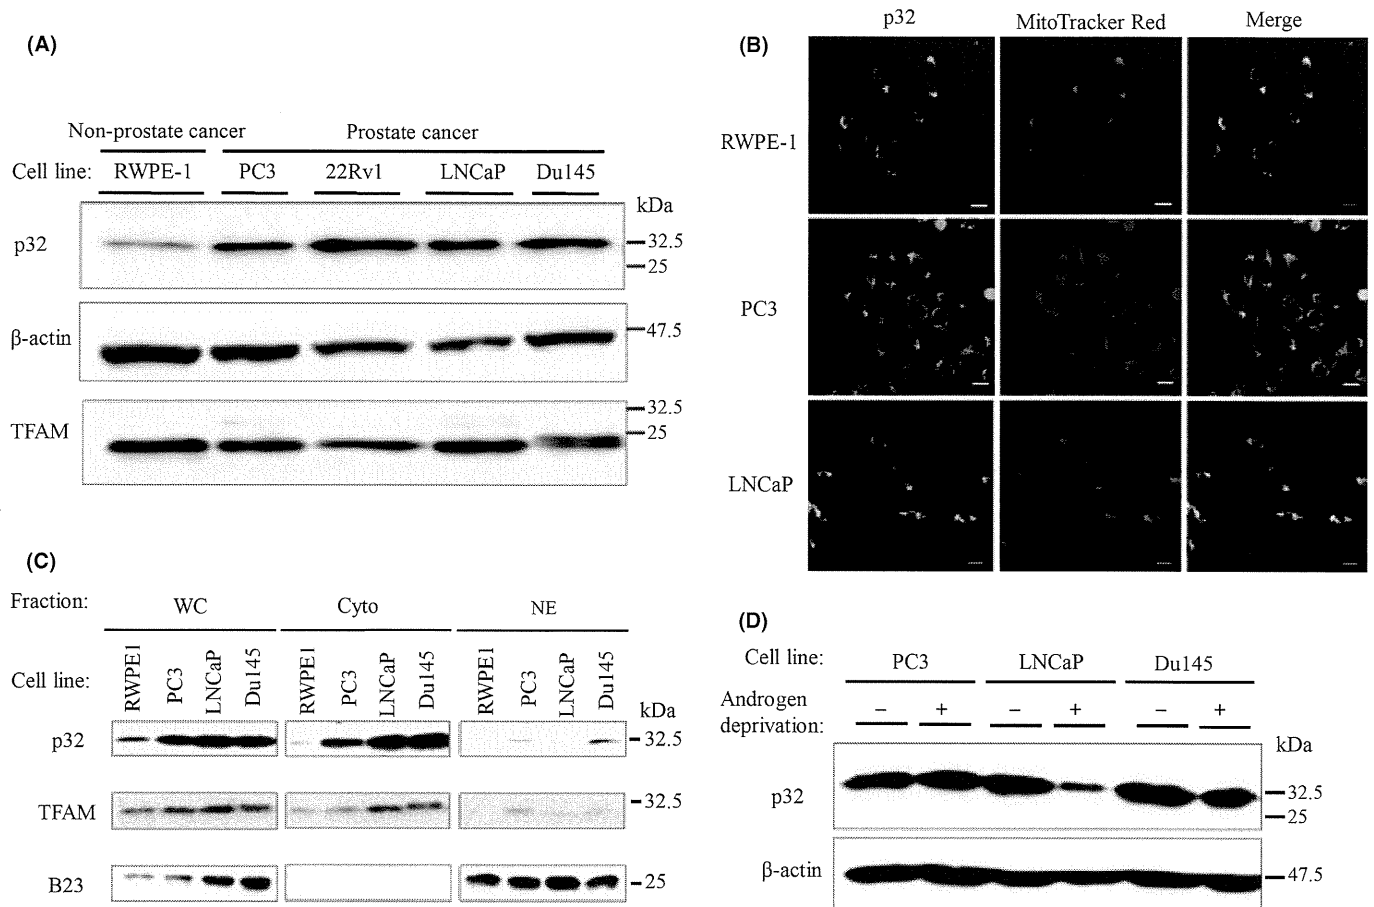 (A)
Non-prostate cancer Prostate cancer
Cell line: RWPE-1 PC3 22Rv1 LNCaP Du145
kDa
p32 32.5
25
β-actin 47.5
TFAM 32.5
25
(B)
p32 MitoTracker Red Merge
RWPE-1
PC3
LNCaP
(C)
Fraction: WC Cyto NE
Cell line: RWPE1 PC3 LNCaP Du145 RWPE1 PC3 LNCaP Du145 RWPE1 PC3 LNCaP Du145
kDa
p32 32.5
TFAM 32.5
B23 25
(D)
Cell line: PC3 LNCaP Du145
Androgen
deprivation: − + − + − +
kDa
p32 32.5
25
β-actin 47.5